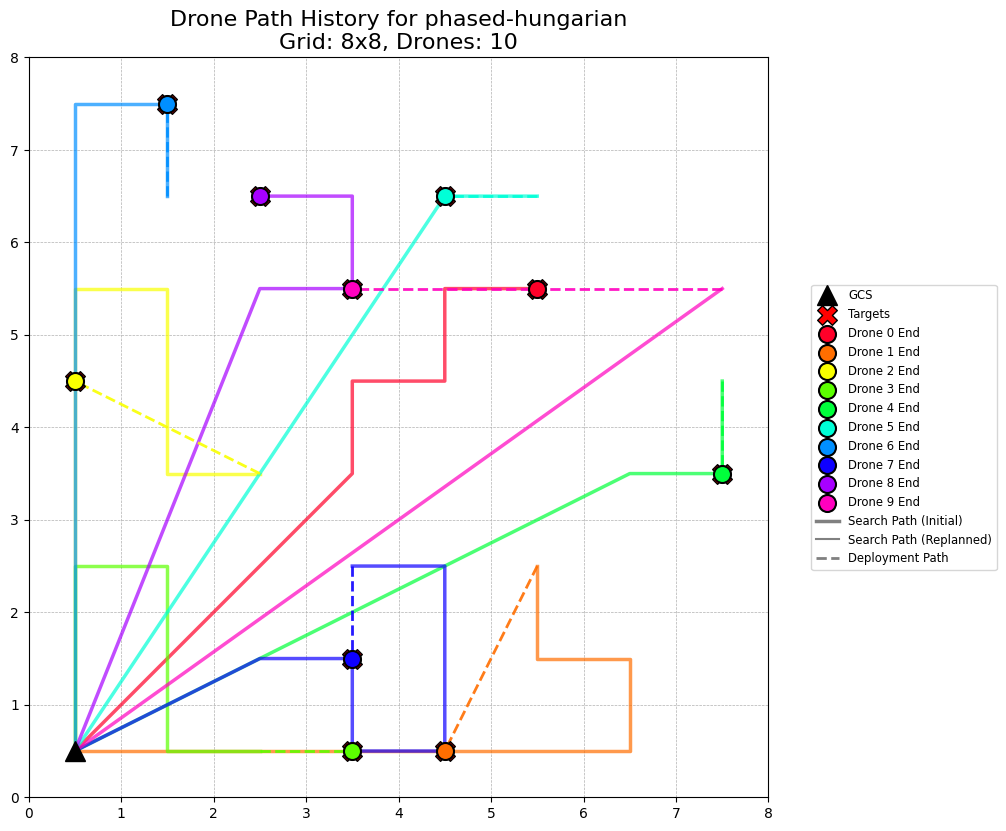 Drone Path History for phased-hungarian
Grid: 8x8, Drones: 10
8
7
6
5
4
3
2
1
0
0 1 2 3 4 5 6 7 8
GCS
Targets
Drone 0 End
Drone 1 End
Drone 2 End
Drone 3 End
Drone 4 End
Drone 5 End
Drone 6 End
Drone 7 End
Drone 8 End
Drone 9 End
Search Path (Initial)
Search Path (Replanned)
Deployment Path